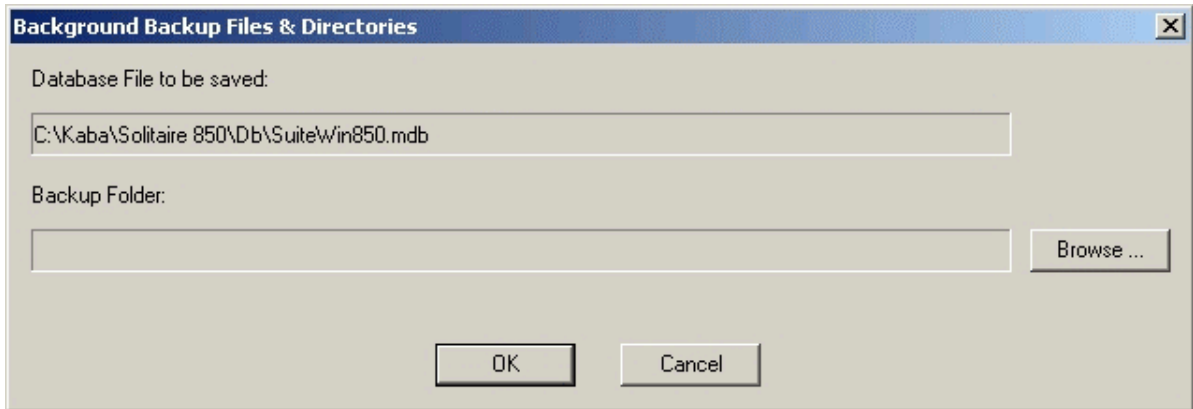 Background Backup Files & Directories
Database File to be saved:
C:\Kaba\Solitaire 850\Db\SuiteWin850.mdb
Backup Folder:
Browse ...
OK Cancel